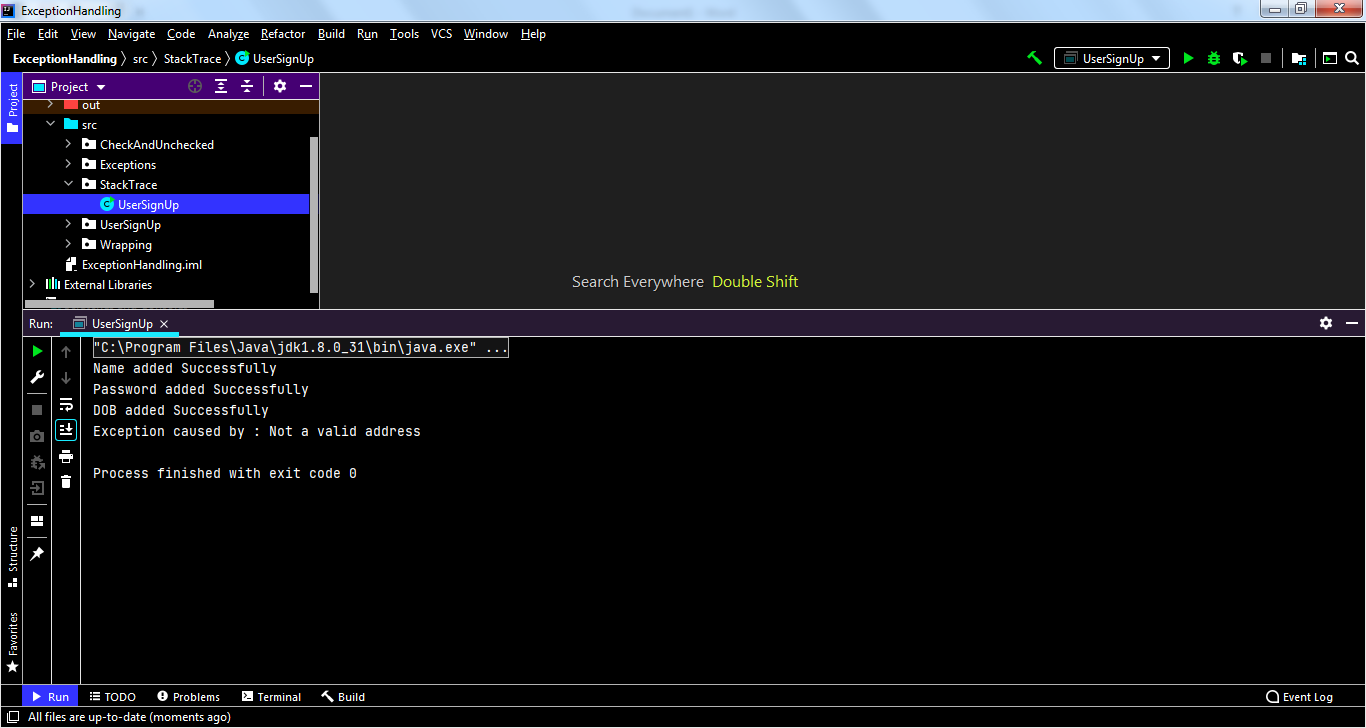 ExceptionHandling
File Edit View Navigate Code Analyze Refactor Build Run Tools VCS Window Help
ExceptionHandling src StackTrace UserSignUp
UserSignUp
Project
Project
out
src
CheckAndUnchecked
Exceptions
StackTrace
UserSignUp
UserSignUp
Wrapping
ExceptionHandling.iml
External Libraries
Search Everywhere Double Shift
Run: UserSignUp
"C:\Program Files\Java\jdk1.8.0_31\bin\java.exe" ...
Name added Successfully
Password added Successfully
DOB added Successfully
Exception caused by : Not a valid address
Process finished with exit code 0
Structure
Favorites
Run TODO Problems Terminal Build Event Log
All files are up-to-date (moments ago)